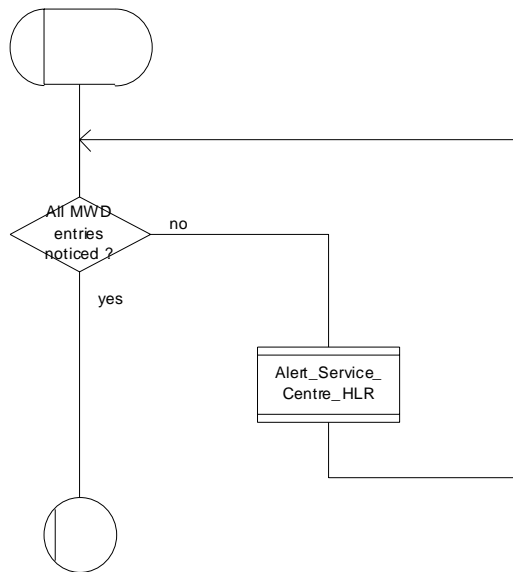 All MWD
entries
noticed ?
no
yes
Alert_Service_
Centre_HLR